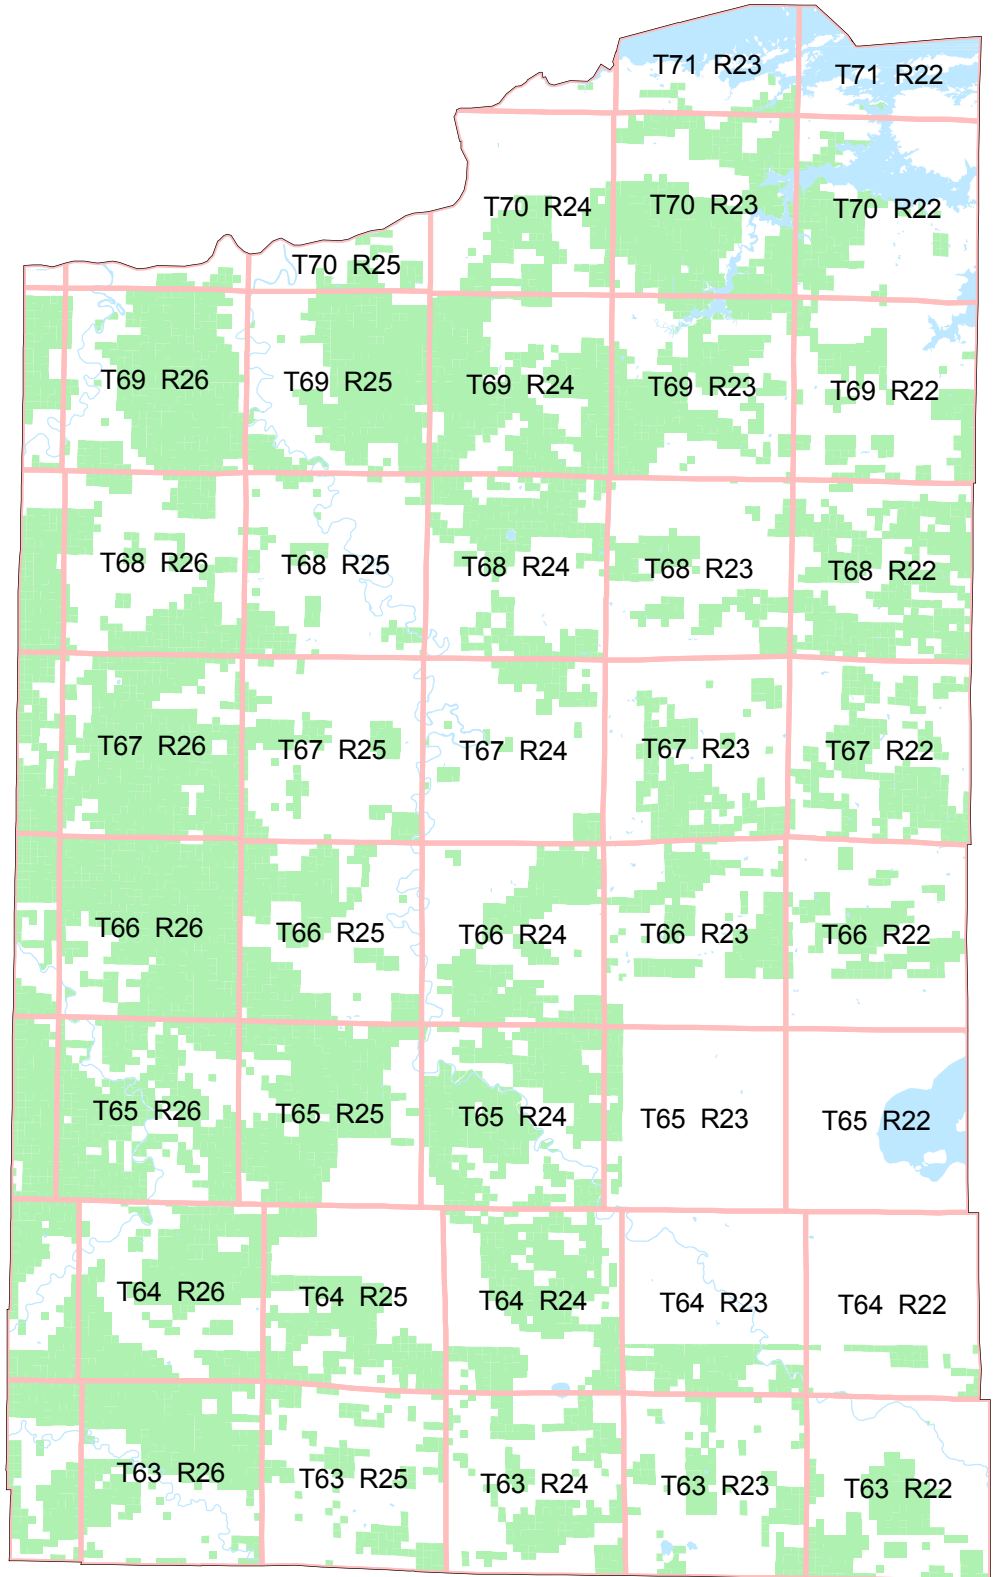 T71 R23
T71 R22
T70 R24
T70 R23
T70 R22
T70 R25
T69 R26
T69 R25
T69 R24
T69 R23
T69 R22
T68 R26
T68 R25
T68 R24
T68 R23
T68 R22
T67 R26
T67 R25
T67 R24
T67 R23
T67 R22
T66 R26
T66 R25
T66 R24
T66 R23
T66 R22
T65 R26
T65 R25
T65 R24
T65 R23
T65 R22
T64 R26
T64 R25
T64 R24
T64 R23
T64 R22
T63 R26
T63 R25
T63 R24
T63 R23
T63 R22